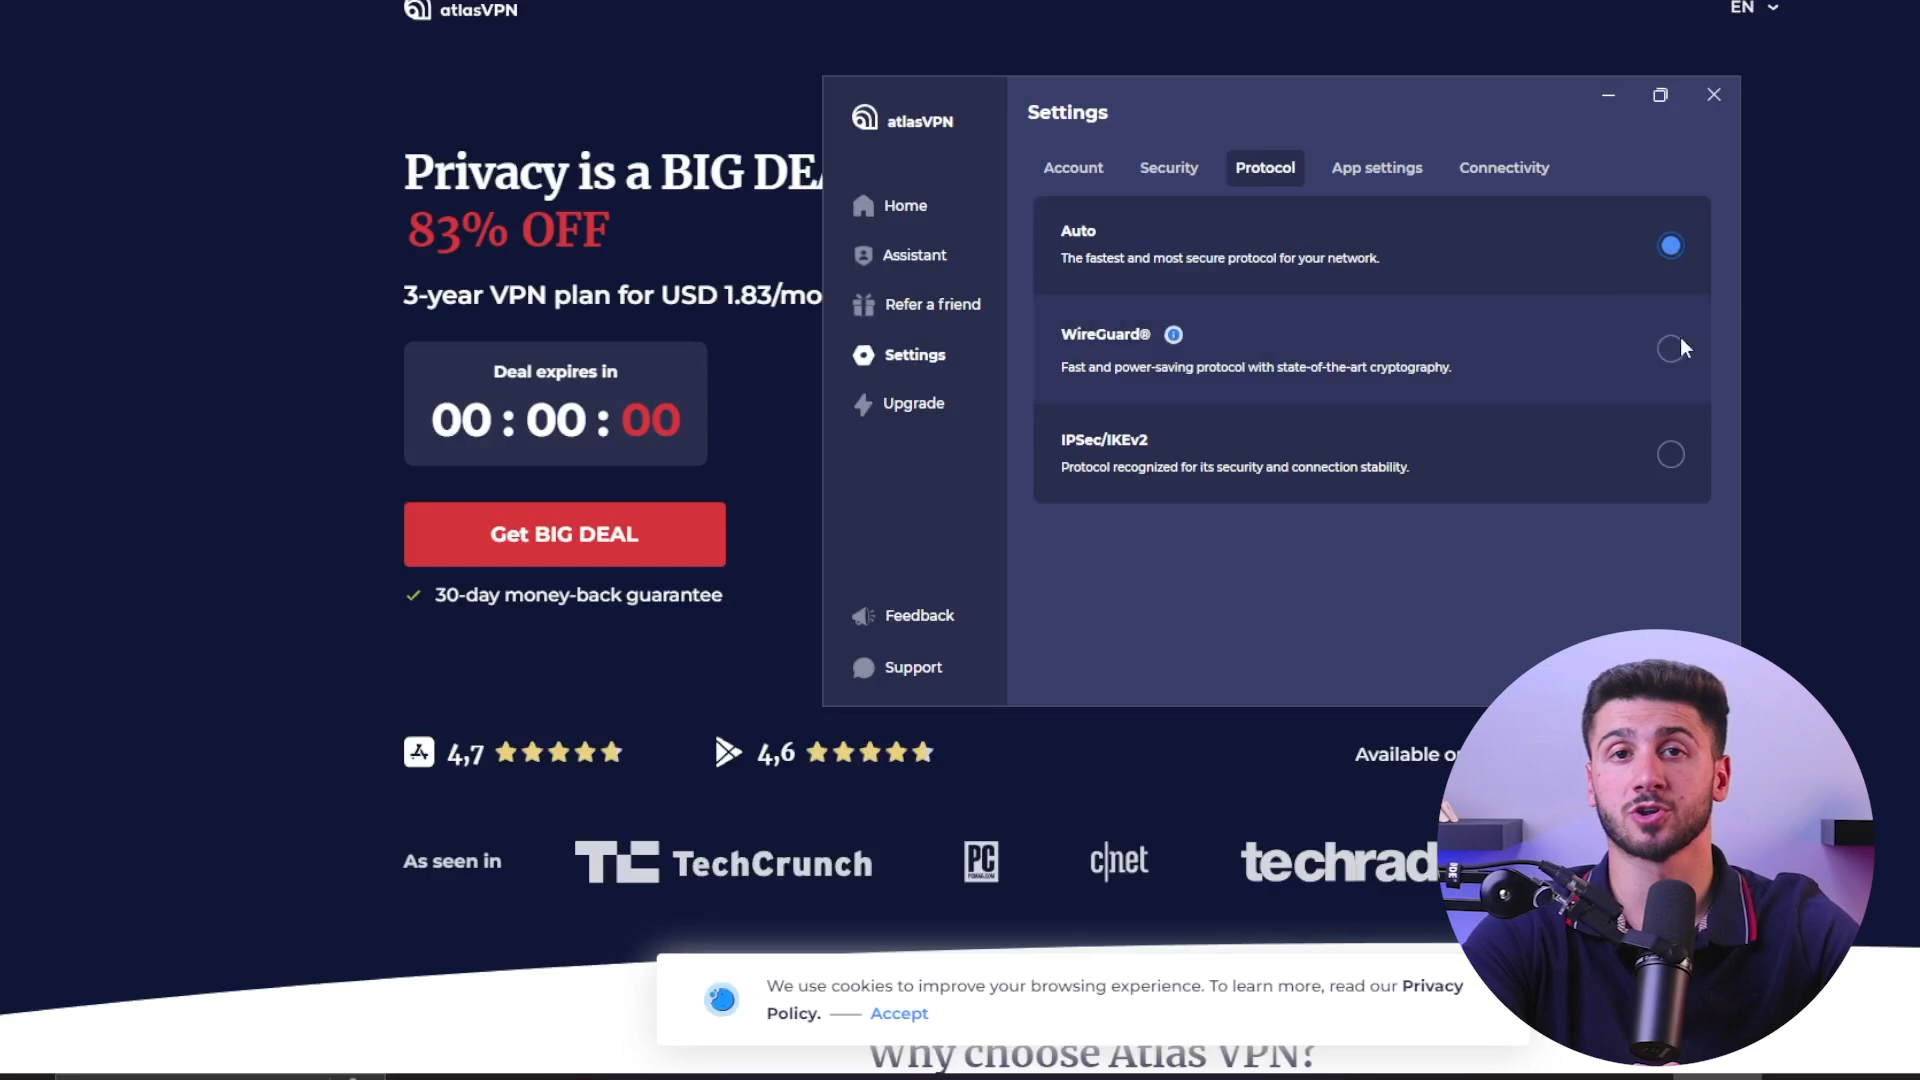 atlasVPN
EN
Privacy is a BIG DEA
83% OFF
3-year VPN plan for USD 1.83/mo
Deal expires in
00 : 00 : 00
Get BIG DEAL
30-day money-back guarantee
atlasVPN
Home
Assistant
Refer a friend
Settings
Upgrade
Feedback
Support
Settings
Account Security Protocol App settings Connectivity
Auto
The fastest and most secure protocol for your network.
WireGuard®
Fast and power-saving protocol with state-of-the-art cryptography.
IPSec/IKEv2
Protocol recognized for its security and connection stability.
4,7 4,6 Available o
As seen in TC TechCrunch PC c|net techrad
We use cookies to improve your browsing experience. To learn more, read our Privacy
Policy. Accept
Why choose Atlas VPN?